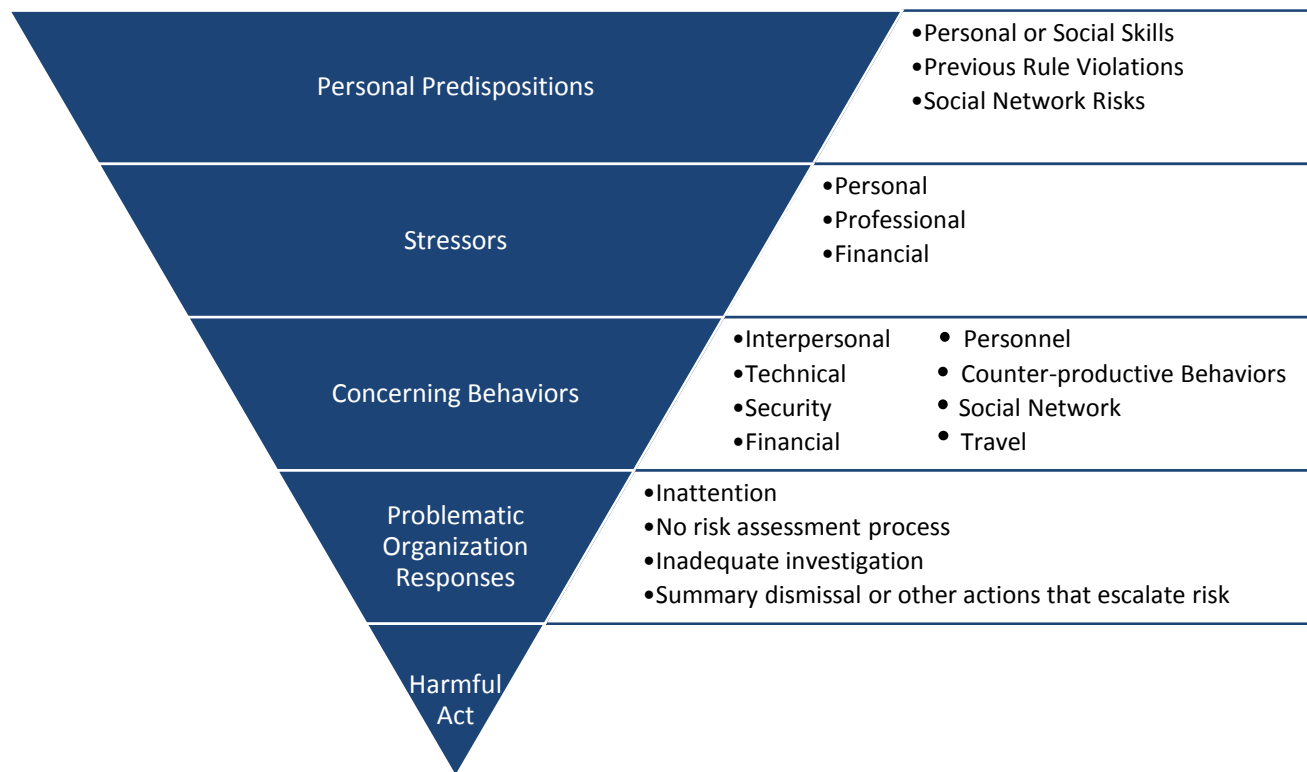 Personal Predispositions
•Personal or Social Skills
•Previous Rule Violations
•Social Network Risks
Stressors
•Personal
•Professional
•Financial
Concerning Behaviors
•Interpersonal
•Technical
•Security
•Financial
• Personnel
• Counter-productive Behaviors
• Social Network
• Travel
Problematic
Organization
Responses
•Inattention
•No risk assessment process
•Inadequate investigation
•Summary dismissal or other actions that escalate risk
Harmful
Act